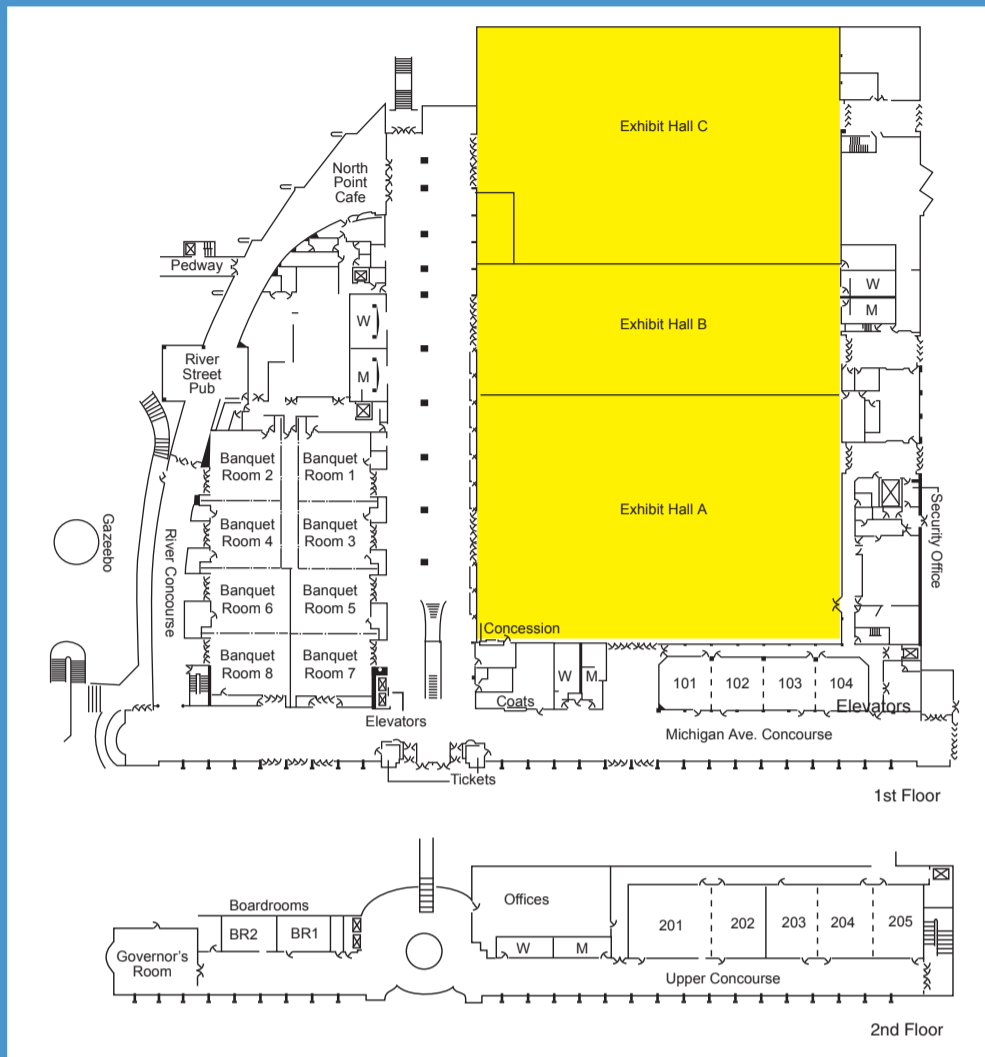 Exhibit Hall C
North
Point
Cafe
Pedway
W
M
Exhibit Hall B
W
M
River
Street
Pub
Banquet
Room 2
Banquet
Room 1
Exhibit Hall A
Security Office
Gazeebo
River Concourse
Banquet
Room 4
Banquet
Room 3
Banquet
Room 6
Banquet
Room 5
Concession
Banquet
Room 8
Banquet
Room 7
W
M
101
102
103
104
Coats
Elevators
Elevators
Michigan Ave. Concourse
Tickets
1st Floor
Boardrooms
Offices
BR2
BR1
201
202
203
204
205
W
M
Governor's
Room
Upper Concourse
2nd Floor